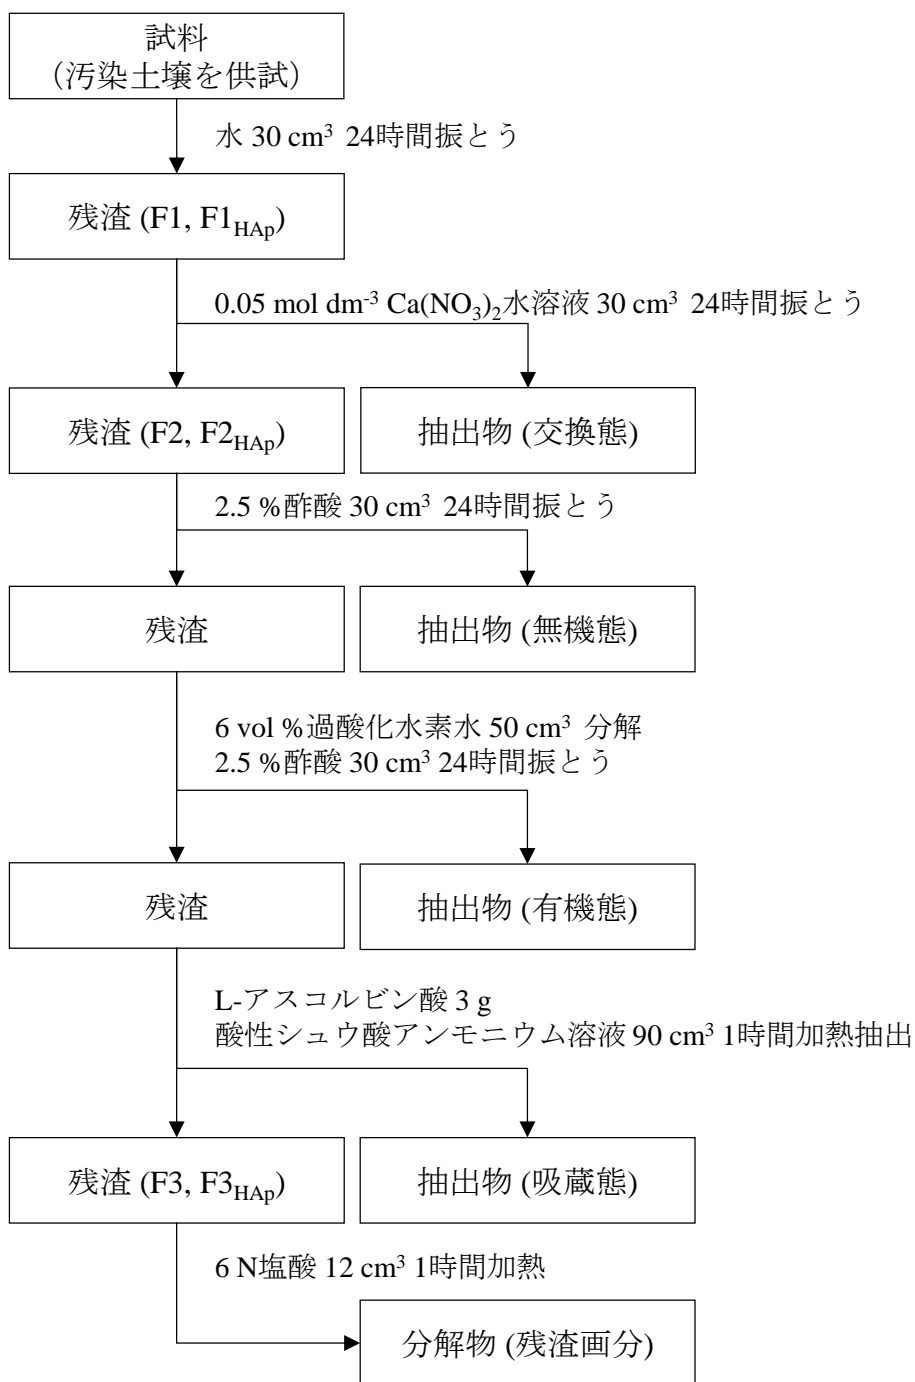 試料
（汚染土壌を供試）
水 30 cm³ 24時間振とう
残渣 (F1, F1HAp)
0.05 mol dm⁻³ Ca(NO₃)₂水溶液 30 cm³ 24時間振とう
残渣 (F2, F2HAp)
抽出物 (交換態)
2.5 %酢酸 30 cm³ 24時間振とう
残渣
抽出物 (無機態)
6 vol %過酸化水素水 50 cm³ 分解
2.5 %酢酸 30 cm³ 24時間振とう
残渣
抽出物 (有機態)
L-アスコルビン酸 3 g
酸性シュウ酸アンモニウム溶液 90 cm³ 1時間加熱抽出
残渣 (F3, F3HAp)
抽出物 (吸蔵態)
6 N塩酸 12 cm³ 1時間加熱
分解物 (残渣画分)